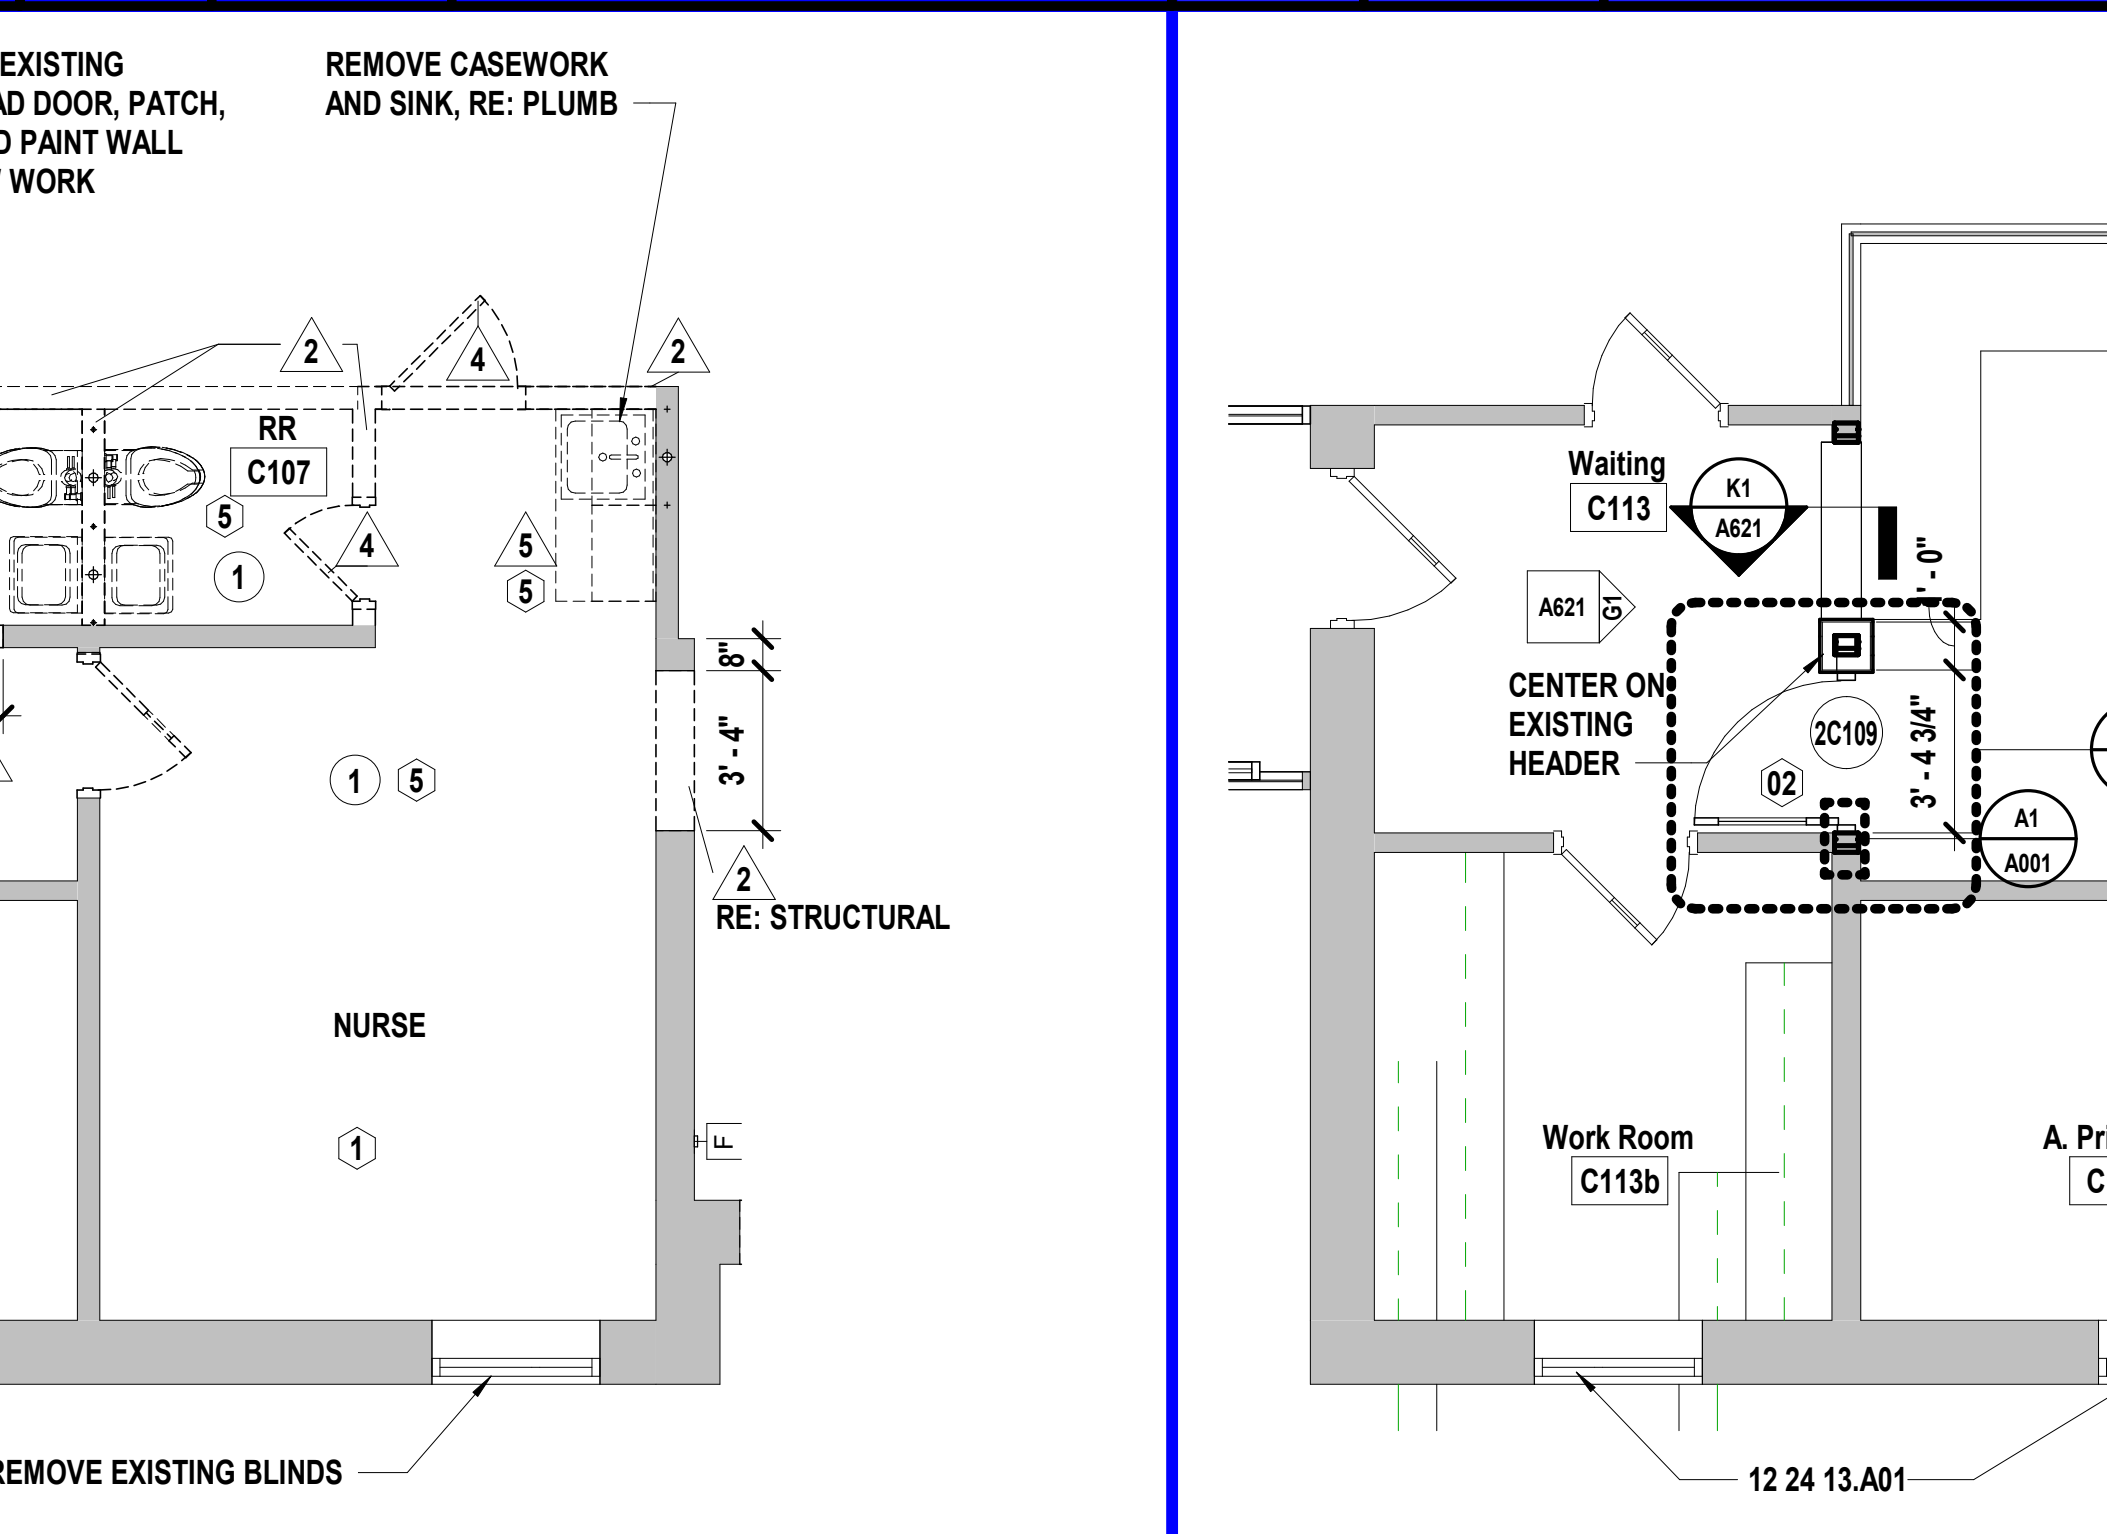 EXISTING
AD DOOR, PATCH,
D PAINT WALL
WORK
REMOVE CASEWORK
AND SINK, RE: PLUMB
2
4
2
RR
C107
5
1
4
5
5
8"
3' - 4"
1
5
2
RE: STRUCTURAL
NURSE
1
F
REMOVE EXISTING BLINDS
Waiting
C113
K1
A621
A621
G1
1' - 0"
CENTER ON
EXISTING
HEADER
2C109
3' - 4 3/4"
02
A1
A001
Work Room
C113b
A. Pri
C
12 24 13.A01